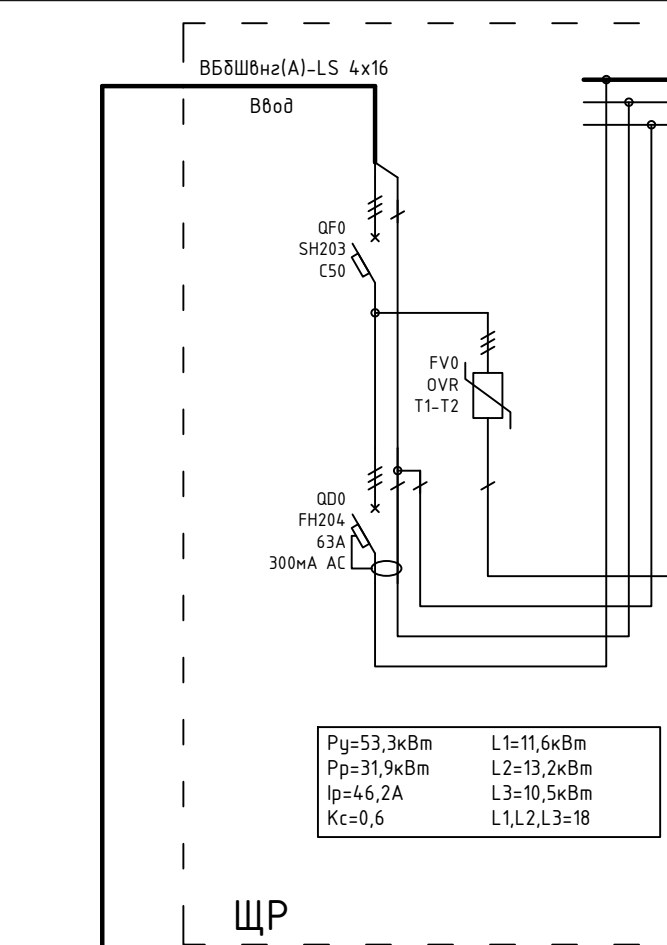 ВБбШвнг(А)-LS 4х16
Ввод
QF0
SH203
C50
FV0
OVR
T1-T2
QD0
FH204
63A
300мА АС
Ру=53,3кВт
Рр=31,9кВт
Iр=46,2А
Кс=0,6
L1=11,6кВт
L2=13,2кВт
L3=10,5кВт
L1,L2,L3=18
ЩР